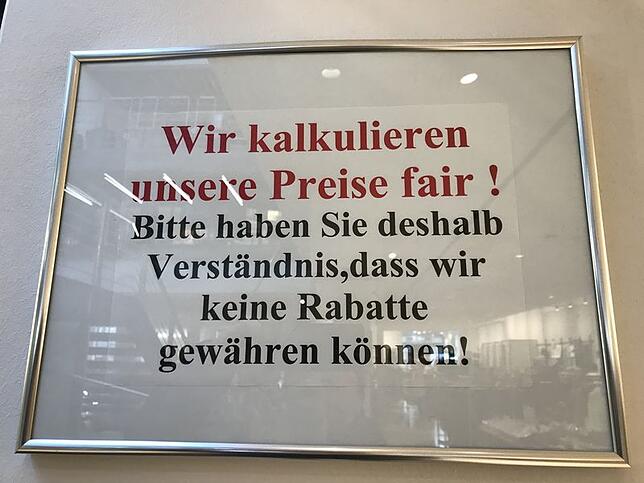 Wir kalkulieren
unsere Preise fair !
Bitte haben Sie deshalb
Verständnis,dass wir
keine Rabatte
gewähren können!